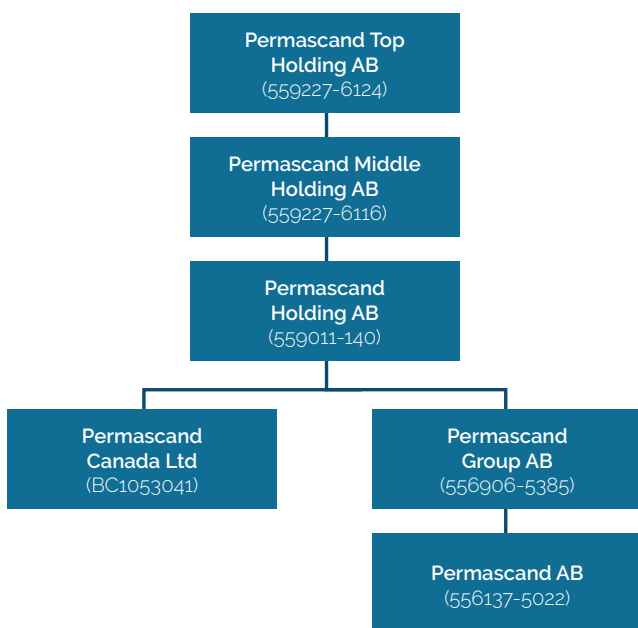 Permascand Top
Holding AB
(559227-6124)
Permascand Middle
Holding AB
(559227-6116)
Permascand
Holding AB
(559011-140)
Permascand
Canada Ltd
(BC1053041)
Permascand
Group AB
(556906-5385)
Permascand AB
(556137-5022)